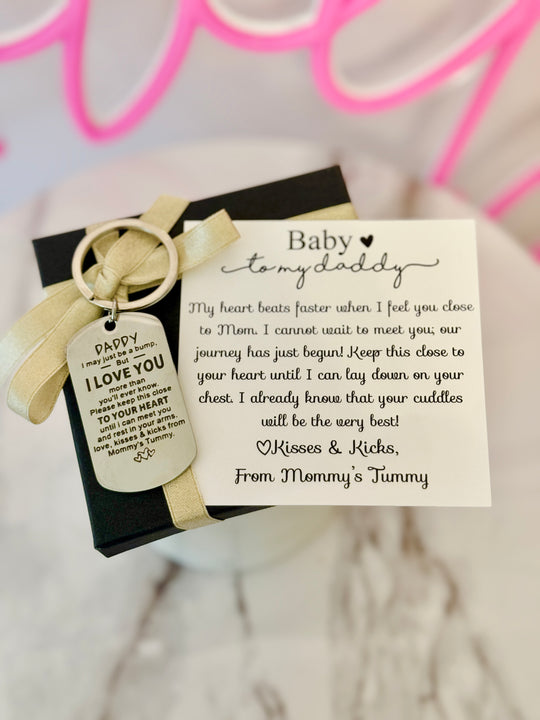 Baby
to my daddy
My heart beats faster when I feel you close
to Mom. I cannot wait to meet you; our
journey has just begun! Keep this close to
your heart until I can lay down on your
chest. I already know that your cuddles
will be the very best!
♡Kisses & Kicks,
From Mommy's Tummy
DADDY
I may just be a bump,
But
I LOVE YOU
more than
you'll ever know.
Please keep this close
TO YOUR HEART
until i can meet you
and rest in your arms.
love, kisses & kicks from
Mommy's Tummy.